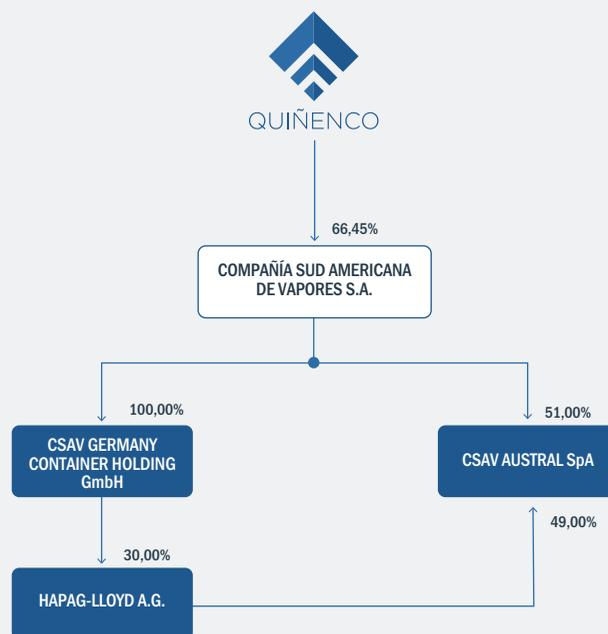 QUIÑENCO
66,45%
COMPAÑÍA SUD AMERICANA
DE VAPORES S.A.
100,00%
51,00%
CSAV GERMANY
CONTAINER HOLDING
GmbH
CSAV AUSTRAL SpA
49,00%
30,00%
HAPAG-LLOYD A.G.